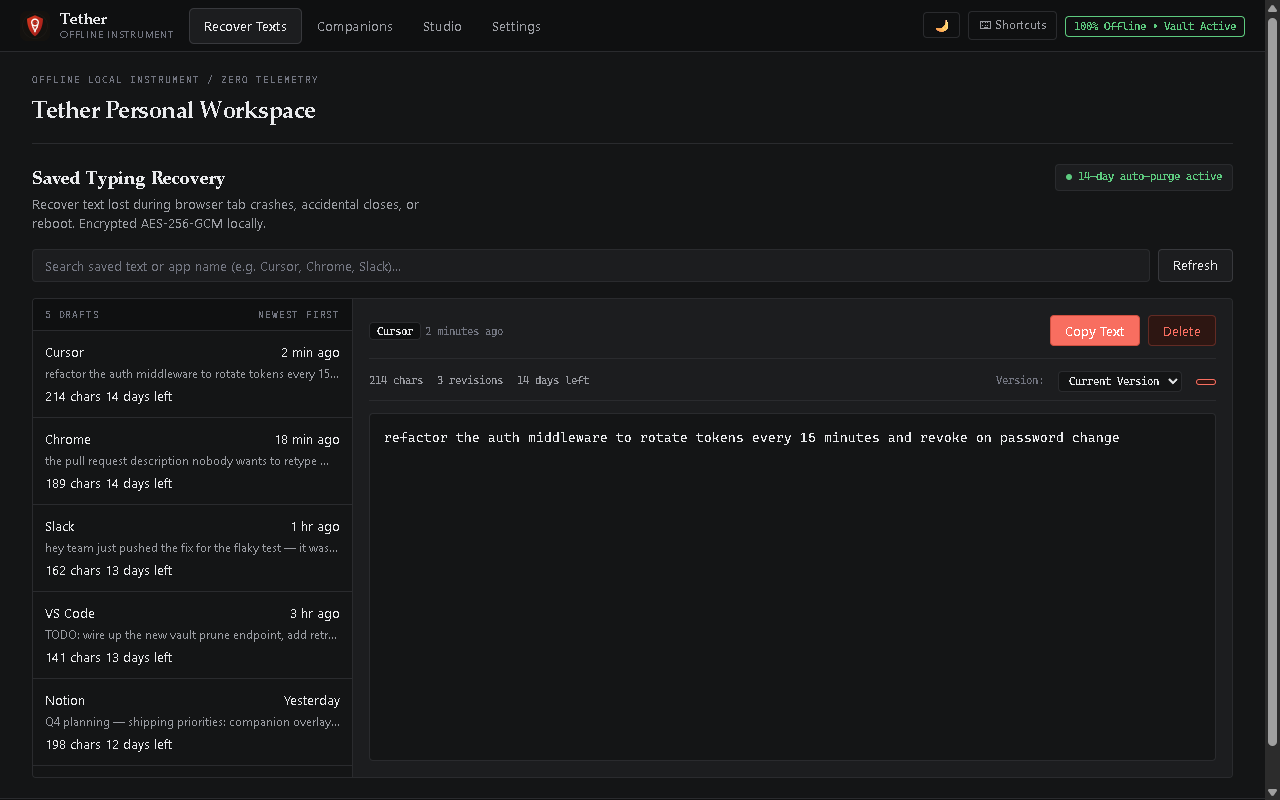 Tether
OFFLINE INSTRUMENT
Recover Texts
Companions
Studio
Settings
Shortcuts
100% Offline • Vault Active
OFFLINE LOCAL INSTRUMENT / ZERO TELEMETRY
Tether Personal Workspace
Saved Typing Recovery
14-day auto-purge active
Recover text lost during browser tab crashes, accidental closes, or
reboot. Encrypted AES-256-GCM locally.
Search saved text or app name (e.g. Cursor, Chrome, Slack)...
Refresh
5 DRAFTS
NEWEST FIRST
Cursor
2 min ago
refactor the auth middleware to rotate tokens every 15...
214 chars 14 days left
Chrome
18 min ago
the pull request description nobody wants to retype ...
189 chars 14 days left
Slack
1 hr ago
hey team just pushed the fix for the flaky test — it was...
162 chars 13 days left
VS Code
3 hr ago
TODO: wire up the new vault prune endpoint, add retr...
141 chars 13 days left
Notion
Yesterday
Q4 planning — shipping priorities: companion overlay...
198 chars 12 days left
Cursor
2 minutes ago
Copy Text
Delete
214 chars
3 revisions
14 days left
Version:
Current Version
refactor the auth middleware to rotate tokens every 15 minutes and revoke on password change